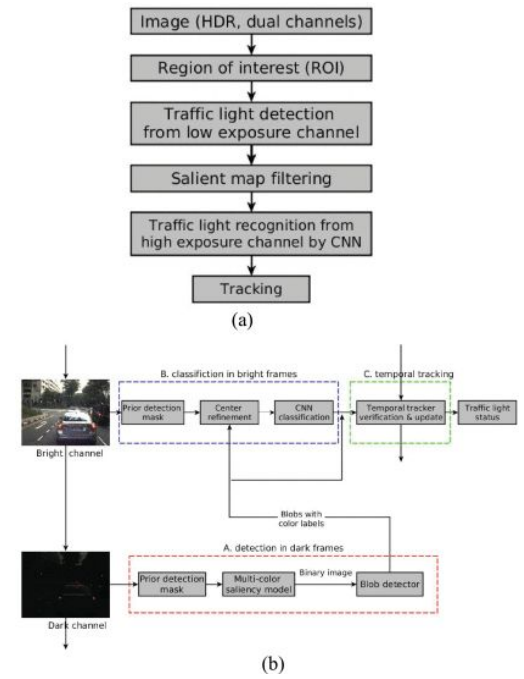 Image (HDR, dual channels)
Region of interest (ROI)
Traffic light detection
from low exposure channel
Salient map filtering
Traffic light recognition from
high exposure channel by CNN
Tracking
(a)
B. classifiction in bright frames
C. temporal tracking
Prior detection
mask
Center
refinement
CNN
classification
Temporal tracker
verification & update
Traffic light
status
Bright channel
Blobs with
color labels
A. detection in dark frames
Prior detection
mask
Multi-color
saliency model
Binary image
Blob detector
Dark channel
(b)